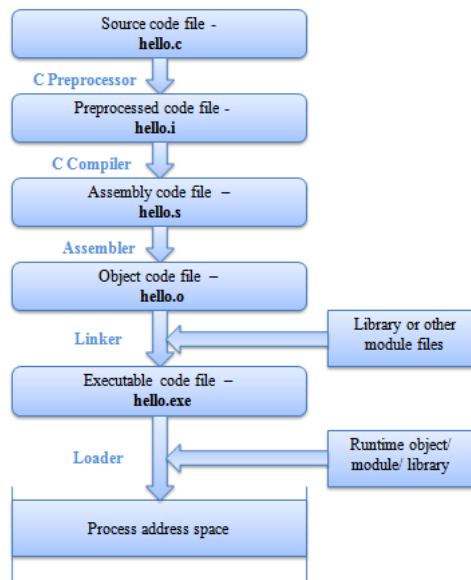 Source code file -
hello.c
C Preprocessor
Preprocessed code file -
hello.i
C Compiler
Assembly code file –
hello.s
Assembler
Object code file –
hello.o
Linker
Library or other
module files
Executable code file –
hello.exe
Loader
Runtime object/
module/ library
Process address space